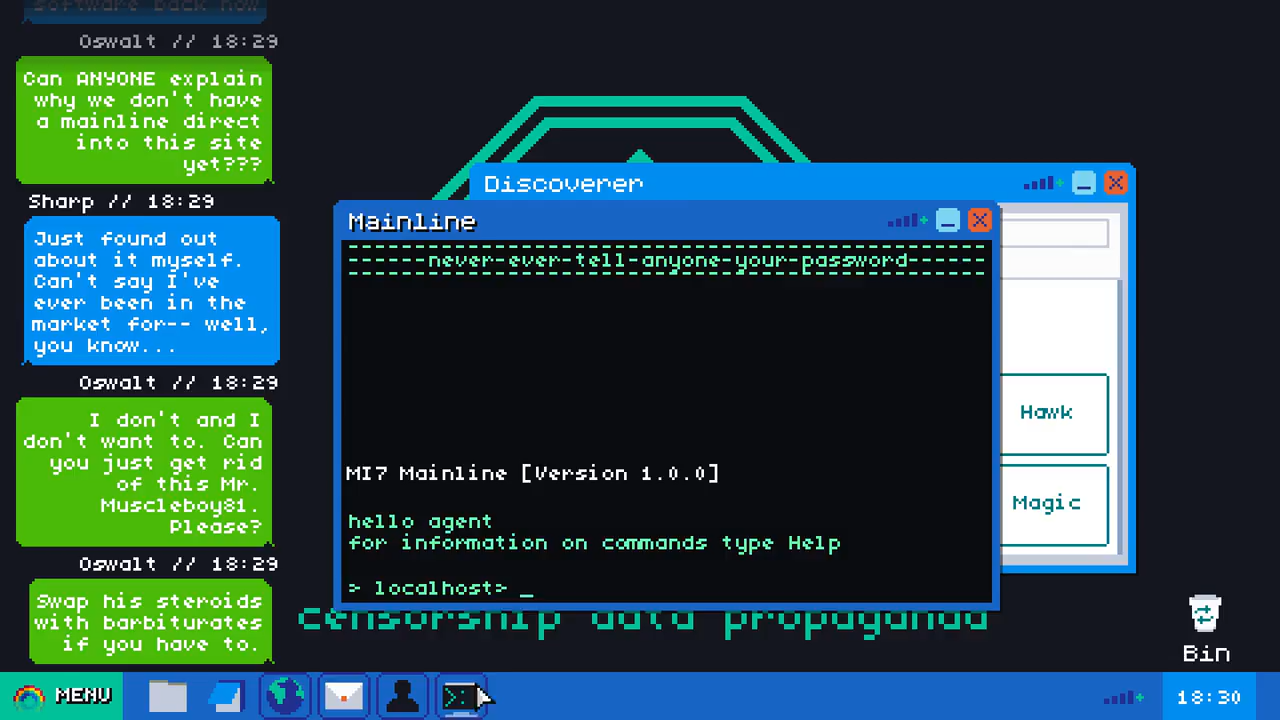 software back now
Oswalt // 18:29
Can ANYONE explain
why we don't have
a mainline direct
into this site
yet???
Sharp // 18:29
Just found out
about it myself.
Can't say I've
ever been in the
market for-- well,
you know...
Oswalt // 18:29
I don't and I
don't want to. Can
you just get rid
of this Mr.
Muscleboy81.
Please?
Oswalt // 18:29
Swap his steroids
with barbiturates
if you have to.
Discoverer
Mainline
------never-ever-tell-anyone-your-password------
MI7 Mainline [Version 1.0.0]
hello agent
for information on commands type Help
> localhost> _
Hawk
Magic
censorship data propaganda
Bin
MENU
18:30